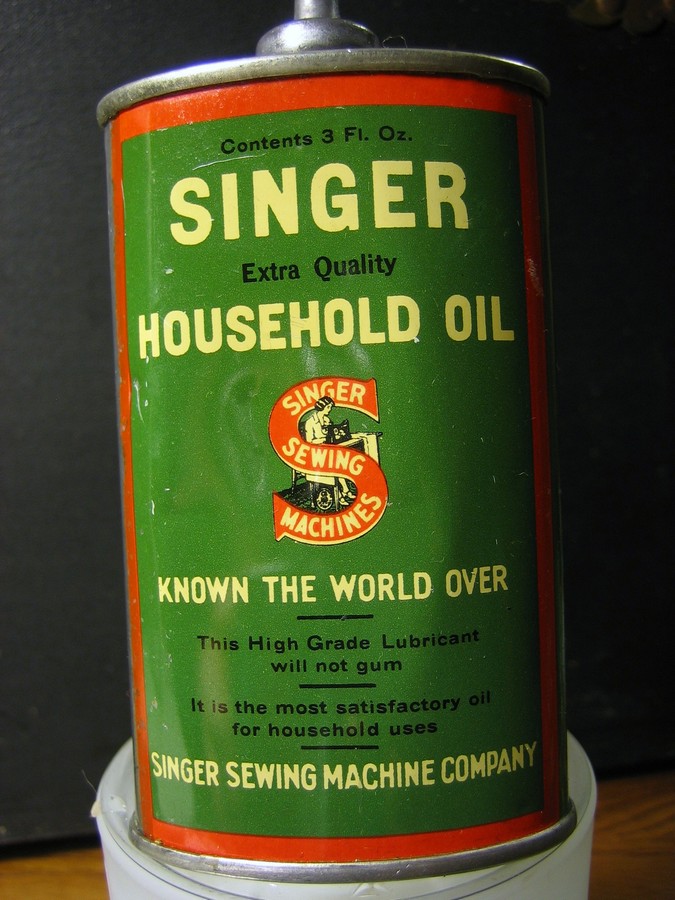 Contents 3 Fl. Oz.
SINGER
Extra Quality
HOUSEHOLD OIL
SINGER
SEWING
MACHINES
KNOWN THE WORLD OVER
This High Grade Lubricant
will not gum
It is the most satisfactory oil
for household uses
SINGER SEWING MACHINE COMPANY